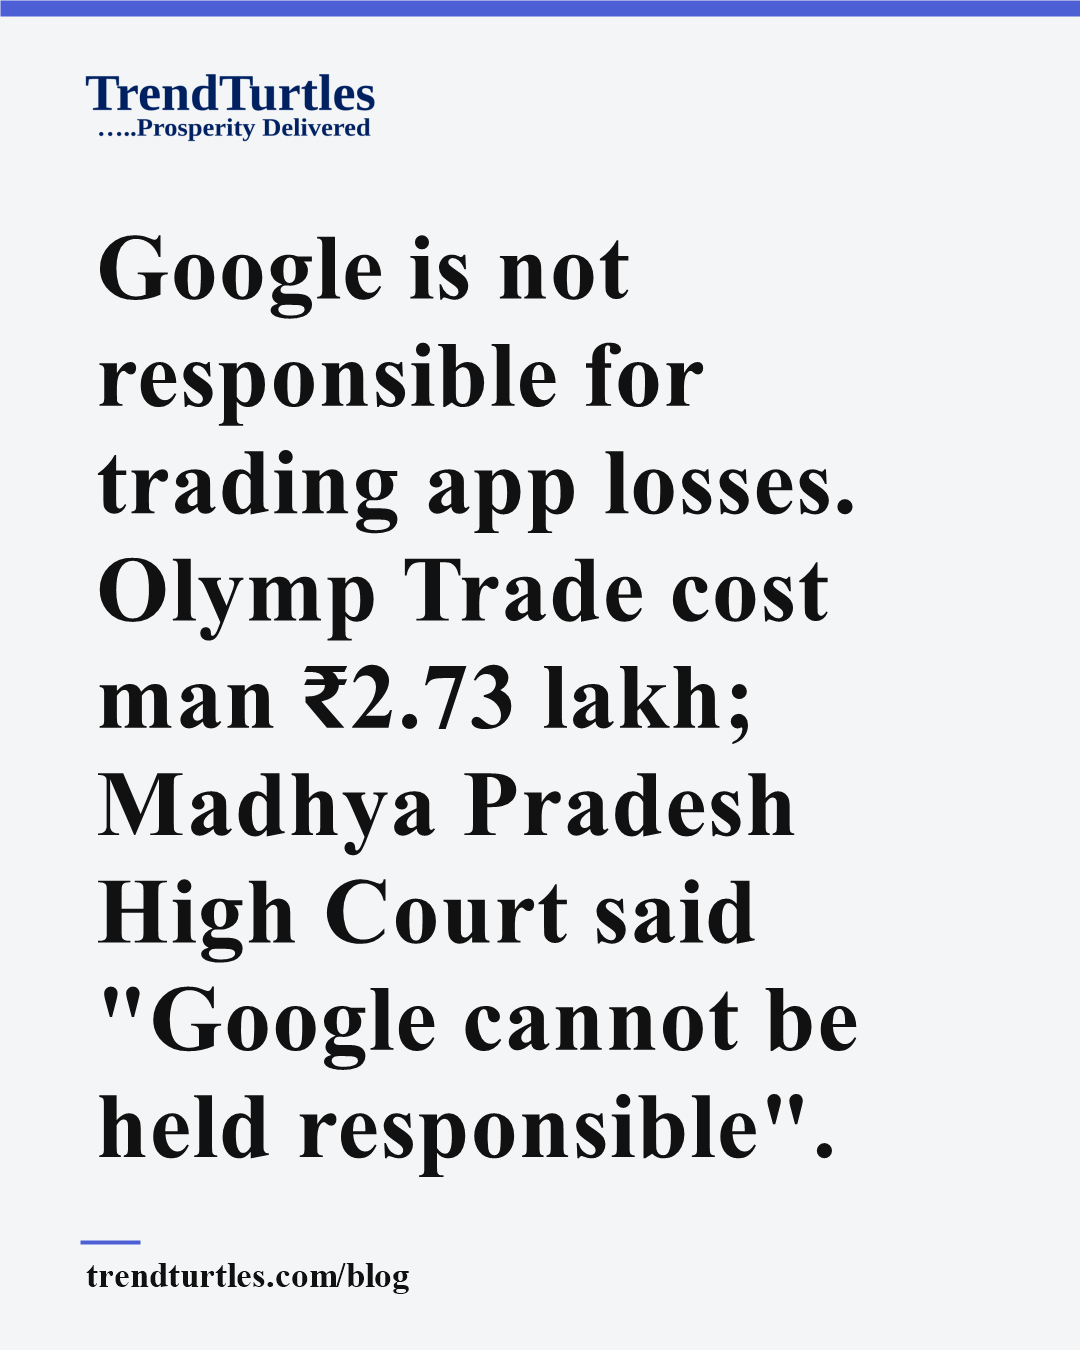 TrendTurtles
.....Prosperity Delivered
Google is not
responsible for
trading app losses.
Olymp Trade cost
man ₹2.73 lakh;
Madhya Pradesh
High Court said
"Google cannot be
held responsible".
trendturtles.com/blog